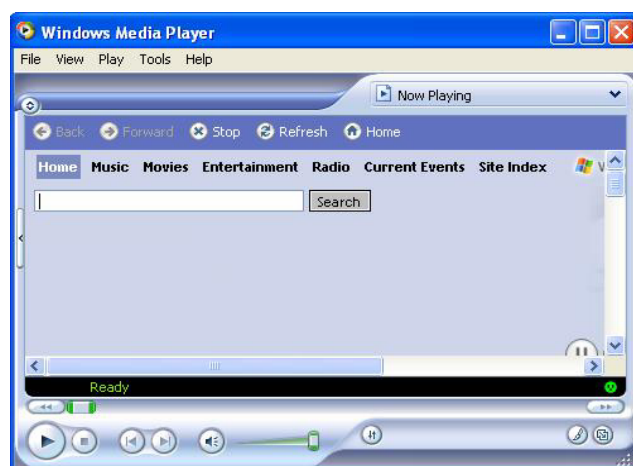 Windows Media Player
File View Play Tools Help
Now Playing
Back Forward Stop Refresh Home
Home Music Movies Entertainment Radio Current Events Site Index
Search
Ready